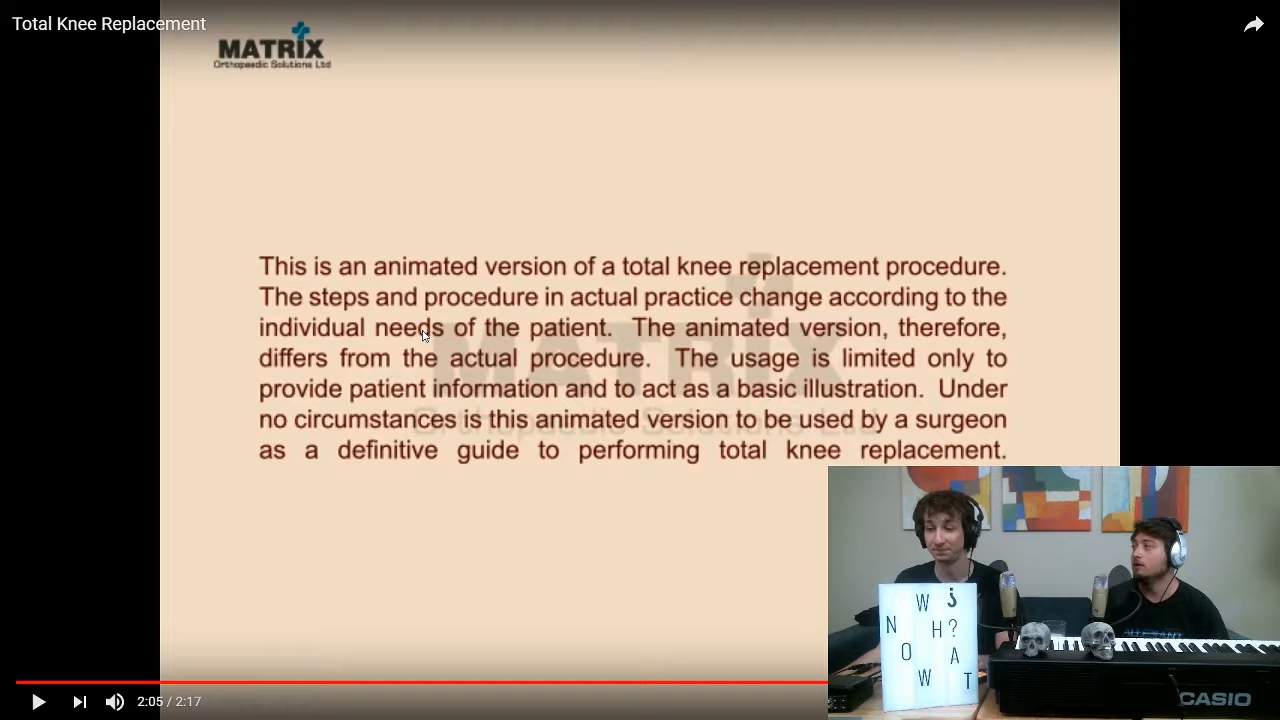 Total Knee Replacement
MATRIX
Orthopaedic Solutions Ltd
This is an animated version of a total knee replacement procedure.
The steps and procedure in actual practice change according to the
individual needs of the patient. The animated version, therefore,
differs from the actual procedure. The usage is limited only to
provide patient information and to act as a basic illustration. Under
no circumstances is this animated version to be used by a surgeon
as a definitive guide to performing total knee replacement.
MATRIX
Orthopaedic Solutions Ltd
W ¿
N H ?
O A
W T
CASIO
2:05 / 2:17